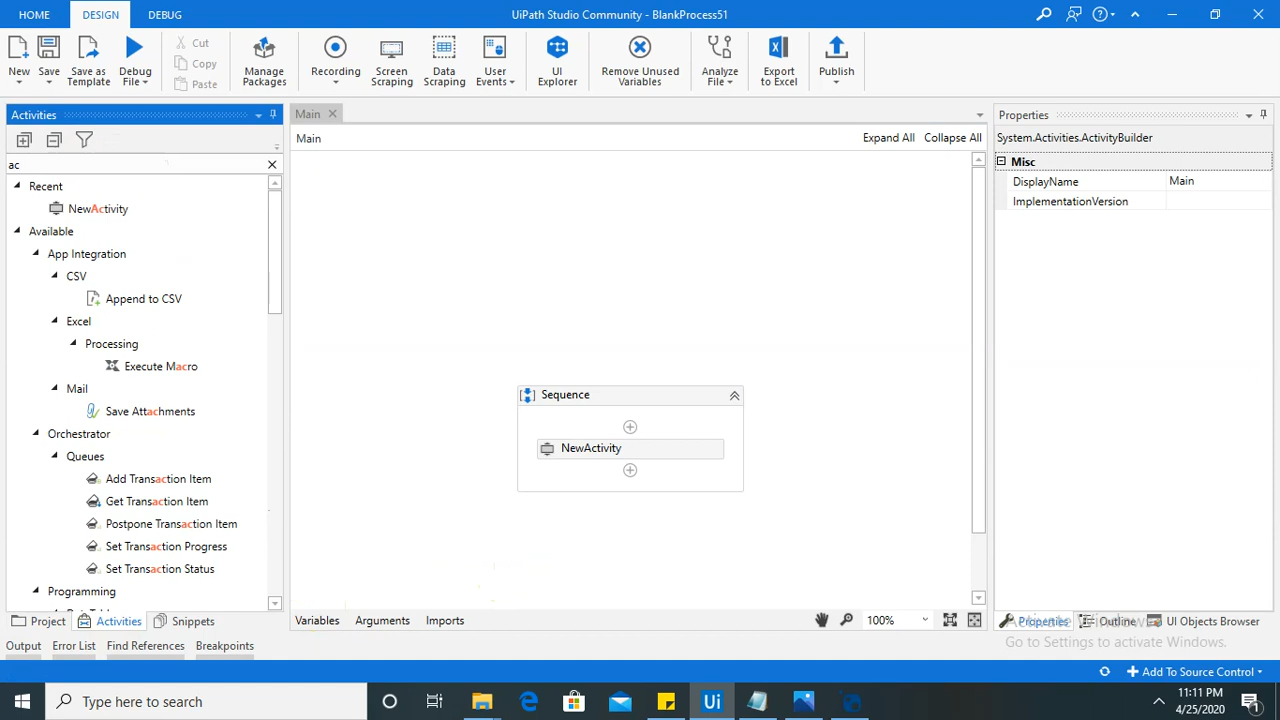 HOME DESIGN DEBUG UiPath Studio Community - BlankProcess51
New Save Save as Template Debug File Cut Copy Paste Manage Packages Recording Screen Scraping Data Scraping User Events UI Explorer Remove Unused Variables Analyze File Export to Excel Publish
Activities
ac
Recent
NewActivity
Available
App Integration
CSV
Append to CSV
Excel
Processing
Execute Macro
Mail
Save Attachments
Orchestrator
Queues
Add Transaction Item
Get Transaction Item
Postpone Transaction Item
Set Transaction Progress
Set Transaction Status
Programming
Project Activities Snippets
Main
Main Expand All Collapse All
Sequence
NewActivity
Variables Arguments Imports 100%
Properties
System.Activities.ActivityBuilder
Misc
DisplayName Main
ImplementationVersion
Properties Outline UI Objects Browser
Activate Windows
Go to Settings to activate Windows.
Output Error List Find References Breakpoints
Add To Source Control
Type here to search
Ui
11:11 PM
4/25/2020
1